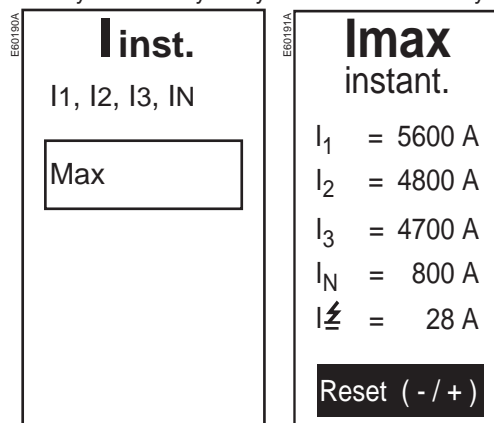 E60190A
I inst.
I1, I2, I3, IN
Max
E60191A
Imax
instant.
I1 = 5600 A
I2 = 4800 A
I3 = 4700 A
IN = 800 A
I⏚ = 28 A
Reset ( - / + )